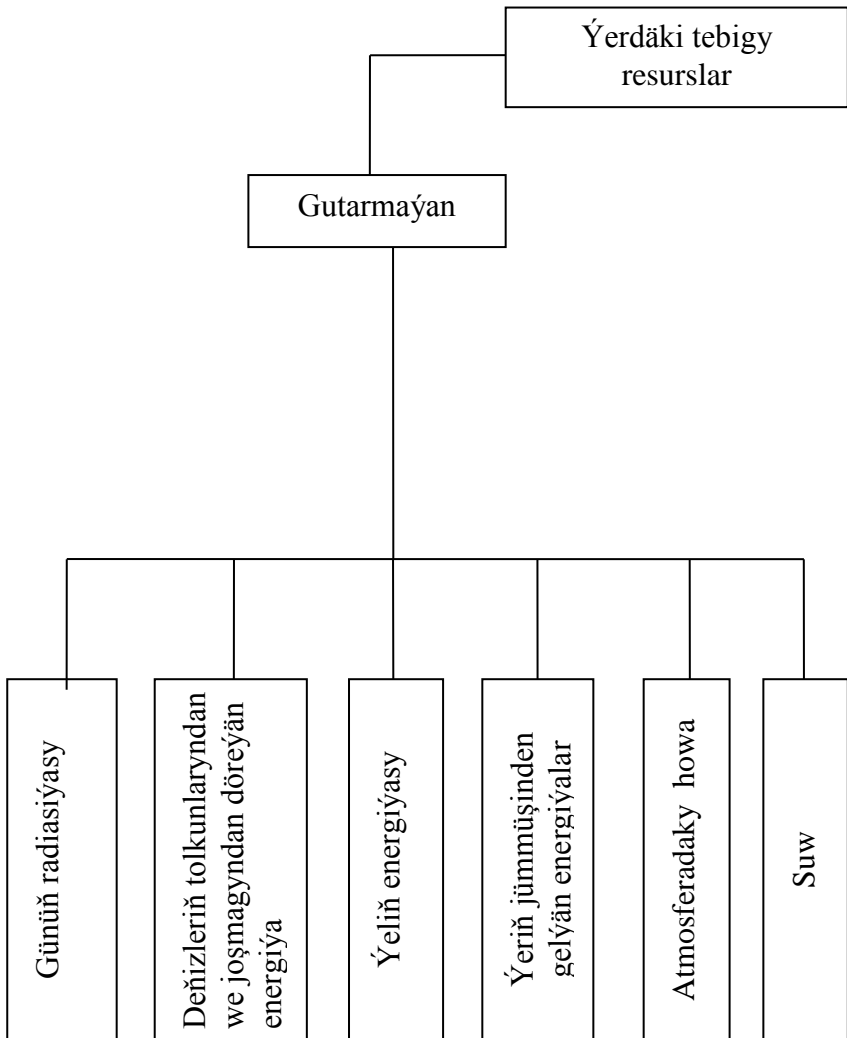 Ýerdäki tebigy
resurslar
Gutarmaýan
Günüň radiasiýasy
Deňizleriň tolkunlaryndan
we joşmagyndan döreýän
energiýa
Ýeliň energiýasy
Ýeriň jümmüşinden
gelýän energiýalar
Atmosferadaky howa
Suw